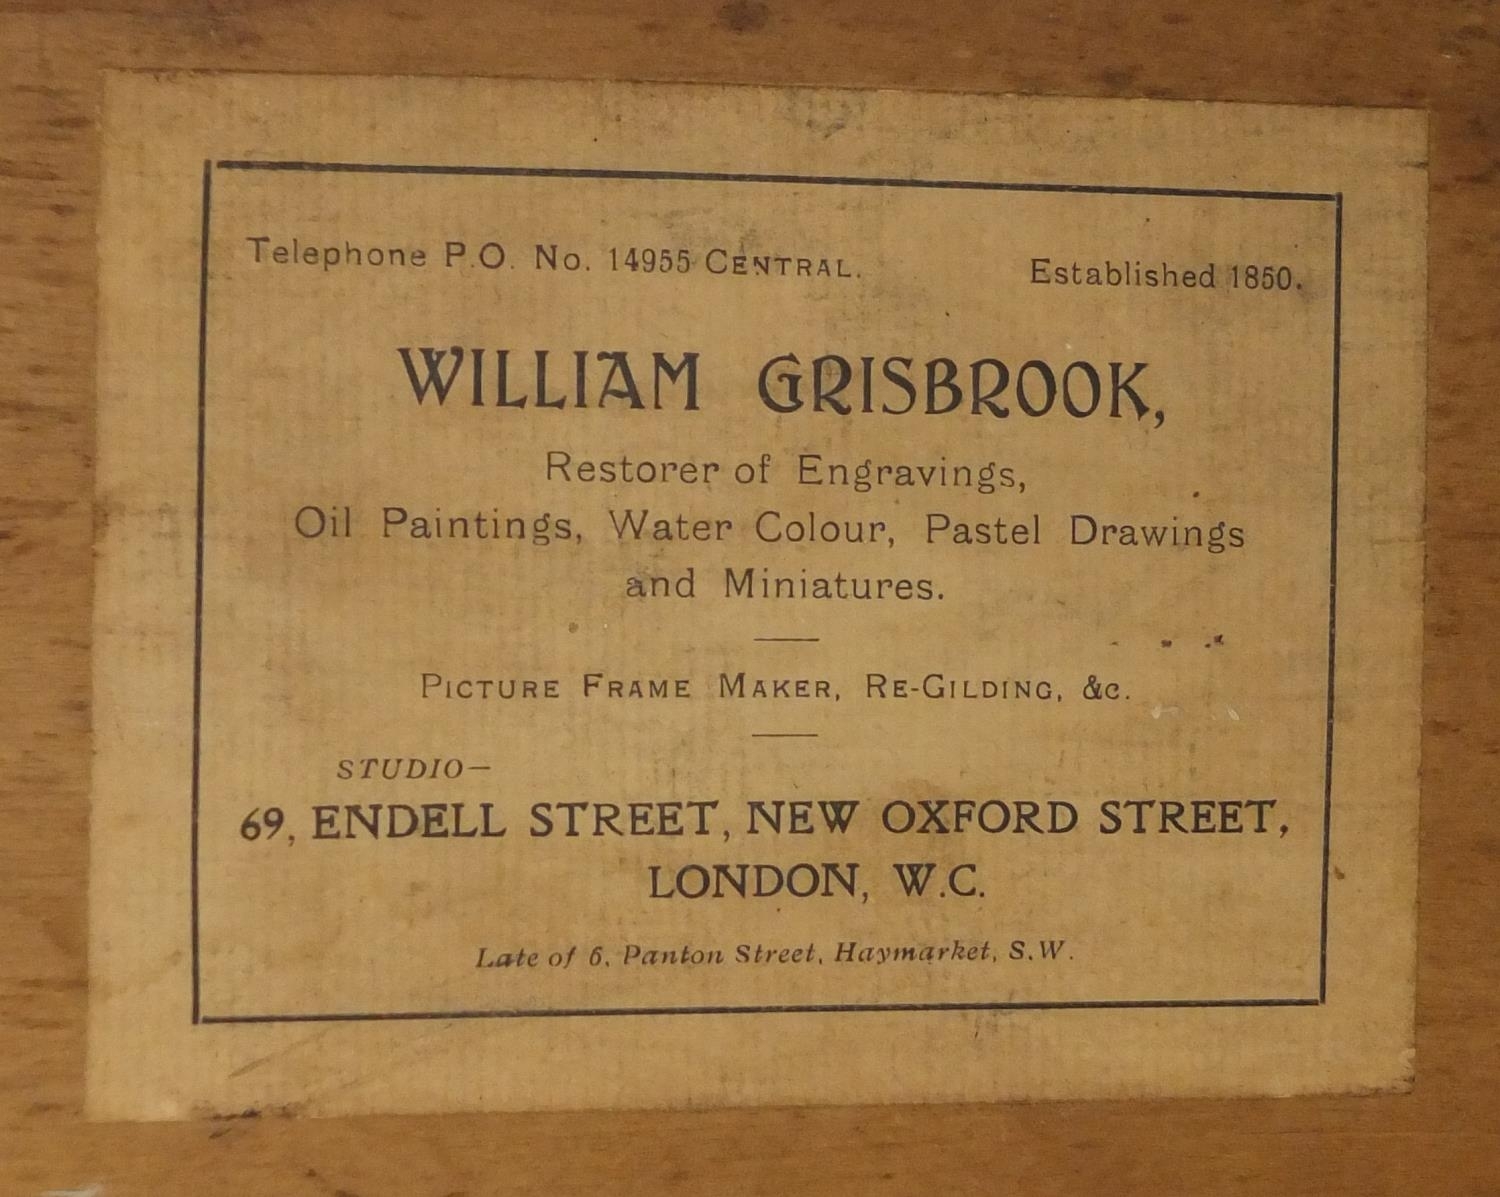 Telephone P.O. No. 14955 CENTRAL. Established 1850.
WILLIAM GRISBROOK,
Restorer of Engravings,
Oil Paintings, Water Colour, Pastel Drawings
and Miniatures.
PICTURE FRAME MAKER, RE-GILDING, &c.
STUDIO—
69, ENDELL STREET, NEW OXFORD STREET,
LONDON, W.C.
Late of 6, Panton Street, Haymarket, S.W.